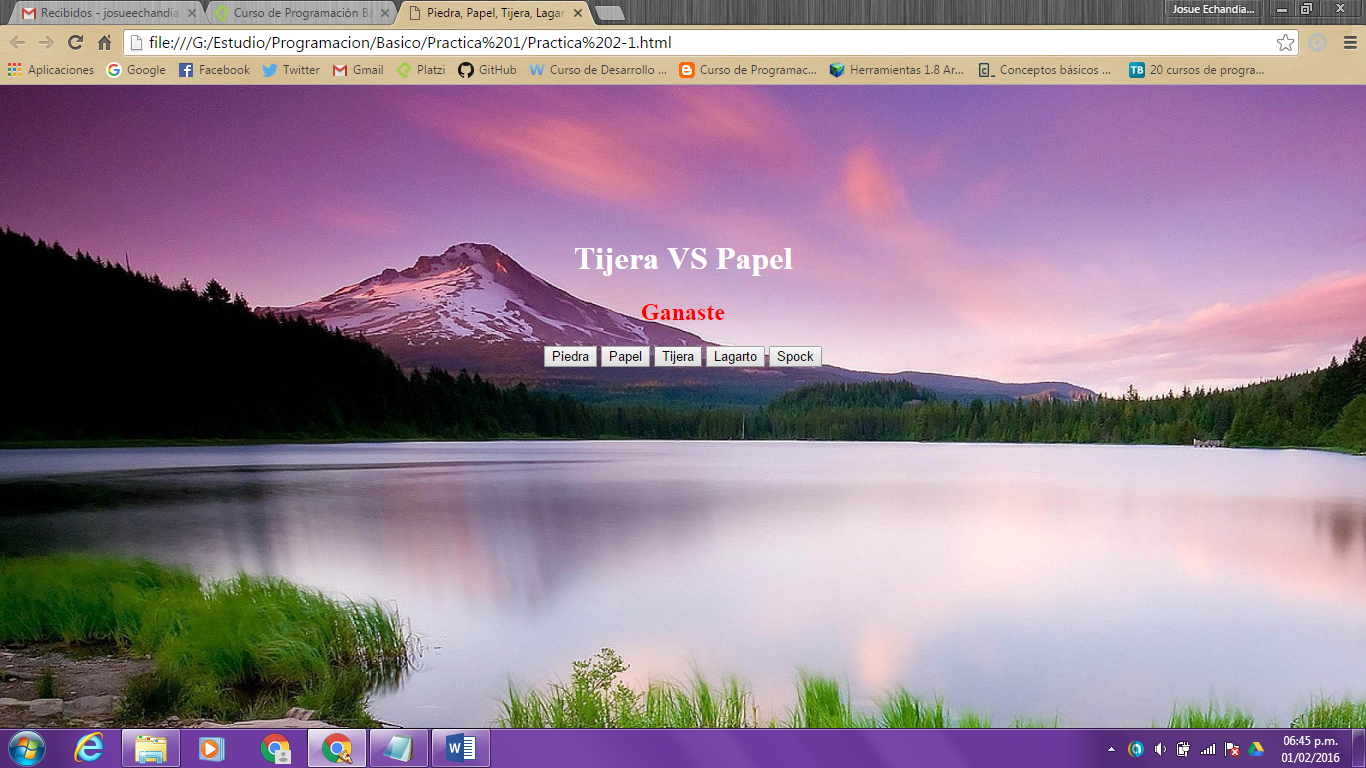 Recibidos - josueechandia
Curso de Programación Ba
Piedra, Papel, Tijera, Lagar
Josue Echandia...
file:///G:/Estudio/Programacion/Basico/Practica%201/Practica%202-1.html
Aplicaciones Google Facebook Twitter Gmail Platzi GitHub Curso de Desarrollo ... Curso de Programac... Herramientas 1.8 Ar... Conceptos básicos ... TB 20 cursos de progra...
Tijera VS Papel
Ganaste
Piedra Papel Tijera Lagarto Spock
06:45 p.m.
01/02/2016